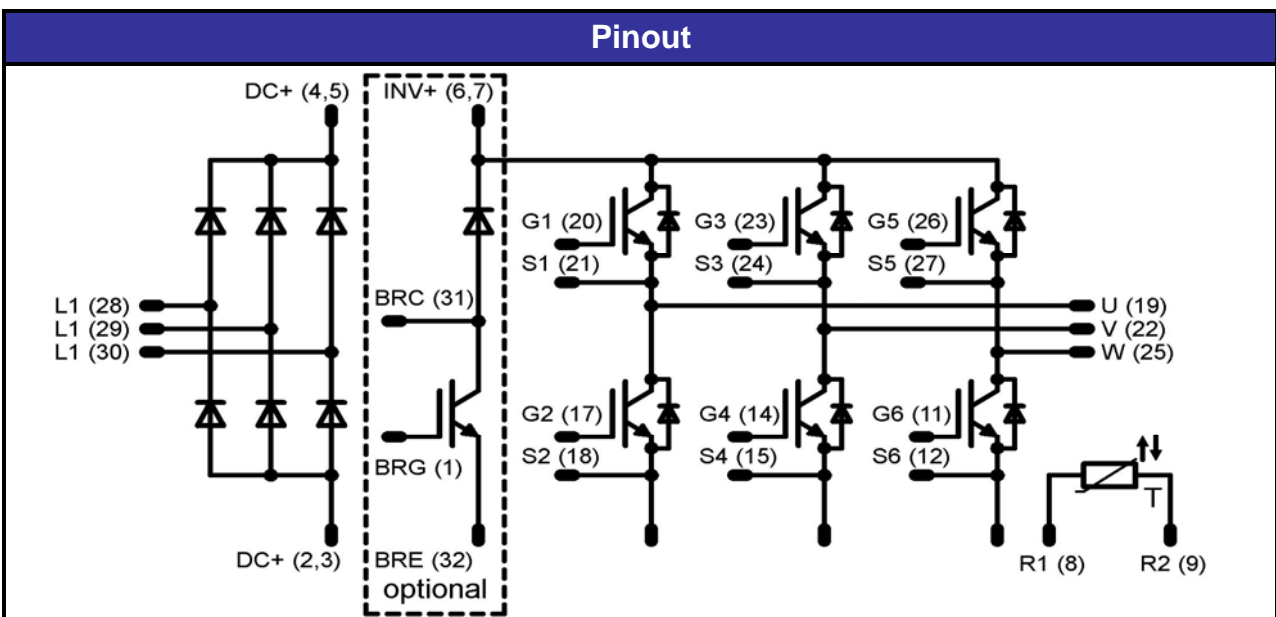 Pinout
DC+ (4,5)
INV+ (6,7)
G1 (20)
G3 (23)
G5 (26)
S1 (21)
S3 (24)
S5 (27)
BRC (31)
L1 (28)
L1 (29)
L1 (30)
U (19)
V (22)
W (25)
G2 (17)
G4 (14)
G6 (11)
BRG (1)
S2 (18)
S4 (15)
S6 (12)
T
DC+ (2,3)
BRE (32)
optional
R1 (8)
R2 (9)